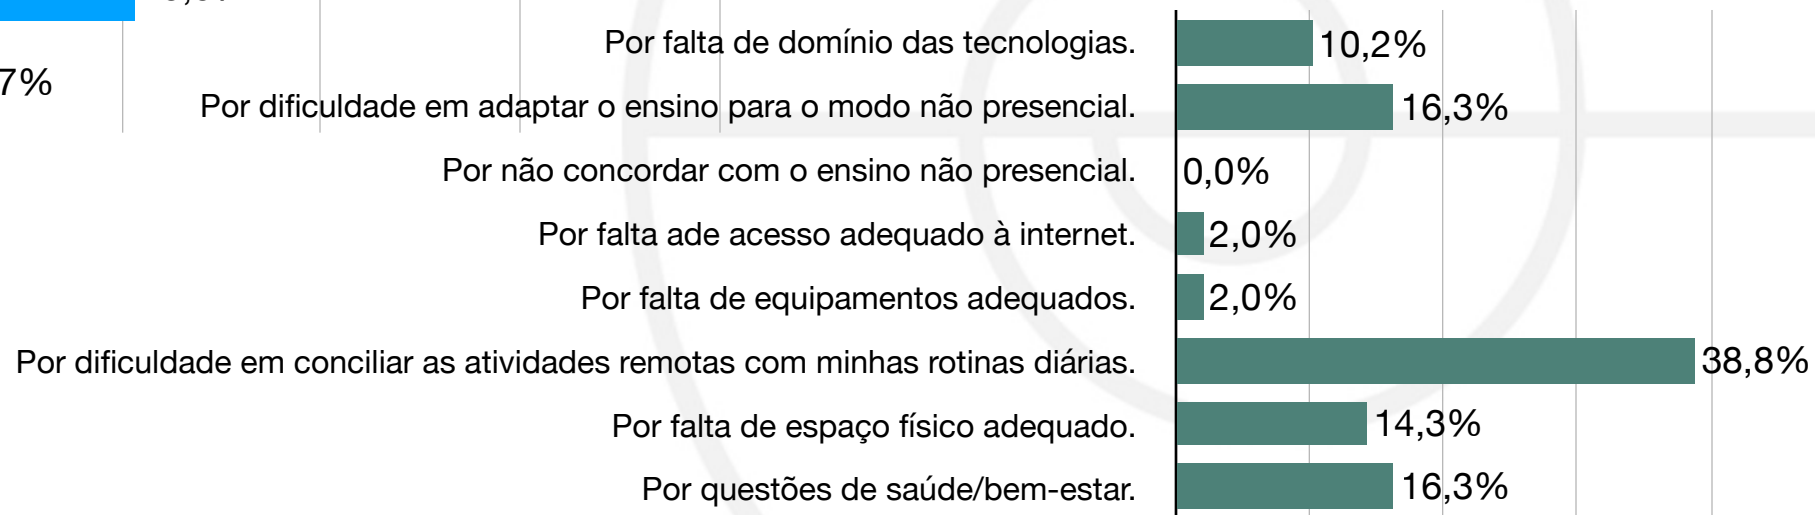 7%
Por falta de domínio das tecnologias. 10,2%
Por dificuldade em adaptar o ensino para o modo não presencial. 16,3%
Por não concordar com o ensino não presencial. 0,0%
Por falta ade acesso adequado à internet. 2,0%
Por falta de equipamentos adequados. 2,0%
Por dificuldade em conciliar as atividades remotas com minhas rotinas diárias. 38,8%
Por falta de espaço físico adequado. 14,3%
Por questões de saúde/bem-estar. 16,3%